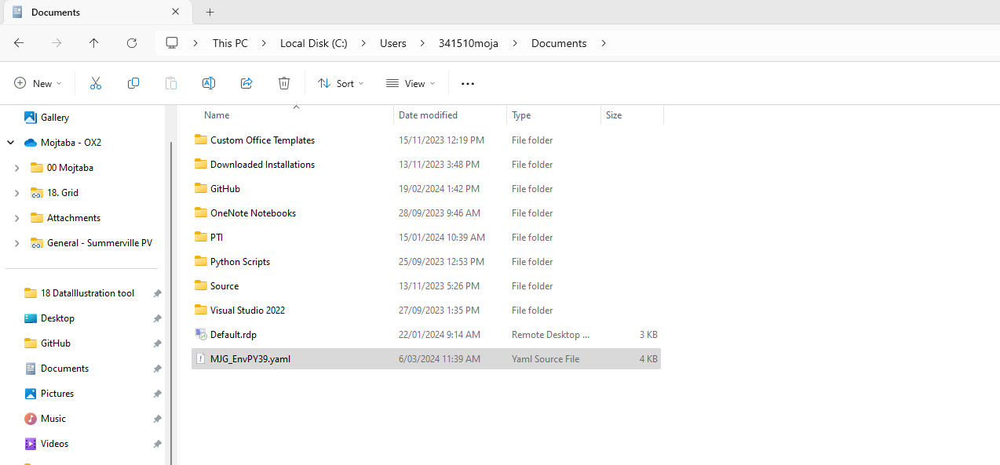 Documents
This PC Local Disk (C:) Users 341510moja Documents
New Sort View
Gallery
Mojtaba - OX2
00 Mojtaba
18. Grid
Attachments
General - Summerville PV
18 DataIllustration tool
Desktop
GitHub
Documents
Pictures
Music
Videos
Name Date modified Type Size
Custom Office Templates 15/11/2023 12:19 PM File folder
Downloaded Installations 13/11/2023 3:48 PM File folder
GitHub 19/02/2024 1:42 PM File folder
OneNote Notebooks 28/09/2023 9:46 AM File folder
PTI 15/01/2024 10:39 AM File folder
Python Scripts 25/09/2023 12:53 PM File folder
Source 13/11/2023 5:26 PM File folder
Visual Studio 2022 27/09/2023 1:35 PM File folder
Default.rdp 22/01/2024 9:14 AM Remote Desktop ... 3 KB
MJG_EnvPY39.yaml 6/03/2024 11:39 AM Yaml Source File 4 KB